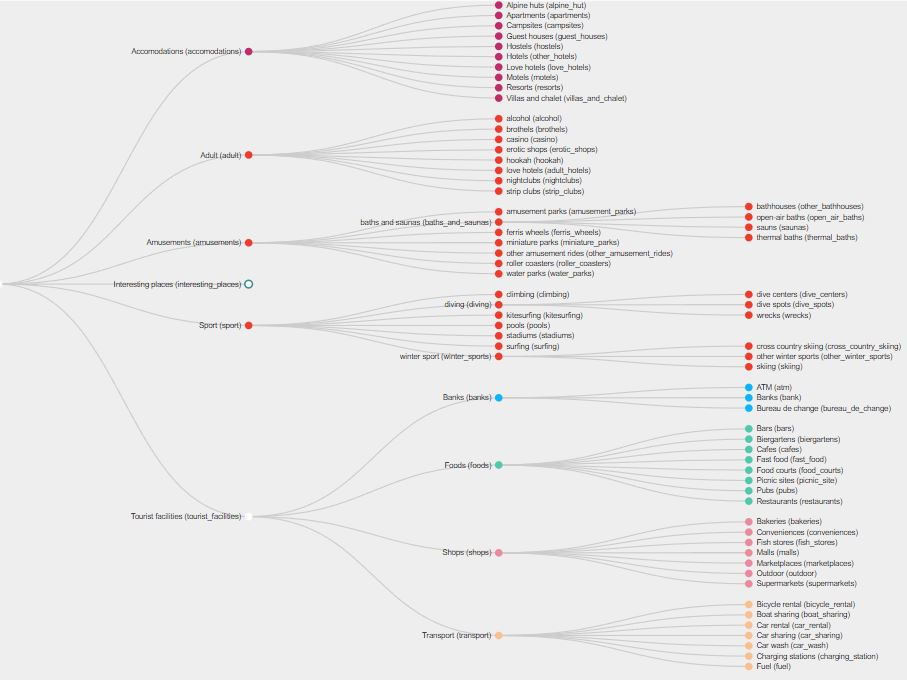 Accomodations (accomodations)
Alpine huts (alpine_hut)
Apartments (apartments)
Campsites (campsites)
Guest houses (guest_houses)
Hostels (hostels)
Hotels (other_hotels)
Love hotels (love_hotels)
Motels (motels)
Resorts (resorts)
Villas and chalet (villas_and_chalet)
Adult (adult)
alcohol (alcohol)
brothels (brothels)
casino (casino)
erotic shops (erotic_shops)
hookah (hookah)
love hotels (adult_hotels)
nightclubs (nightclubs)
strip clubs (strip_clubs)
Amusements (amusements)
amusement parks (amusement_parks)
baths and saunas (baths_and_saunas)
bathhouses (other_bathhouses)
open-air baths (open_air_baths)
sauns (saunas)
thermal baths (thermal_baths)
ferris wheels (ferris_wheels)
miniature parks (miniature_parks)
other amusement rides (other_amusement_rides)
roller coasters (roller_coasters)
water parks (water_parks)
Interesting places (interesting_places)
Sport (sport)
climbing (climbing)
diving (diving)
dive centers (dive_centers)
dive spots (dive_spots)
wrecks (wrecks)
kitesurfing (kitesurfing)
pools (pools)
stadiums (stadiums)
surfing (surfing)
winter sport (winter_sports)
cross country skiing (cross_country_skiing)
other winter sports (other_winter_sports)
skiing (skiing)
Tourist facilities (tourist_facilities)
Banks (banks)
ATM (atm)
Banks (bank)
Bureau de change (bureau_de_change)
Foods (foods)
Bars (bars)
Biergartens (biergartens)
Cafes (cafes)
Fast food (fast_food)
Food courts (food_courts)
Picnic sites (picnic_site)
Pubs (pubs)
Restaurants (restaurants)
Shops (shops)
Bakeries (bakeries)
Conveniences (conveniences)
Fish stores (fish_stores)
Malls (malls)
Marketplaces (marketplaces)
Outdoor (outdoor)
Supermarkets (supermarkets)
Transport (transport)
Bicycle rental (bicycle_rental)
Boat sharing (boat_sharing)
Car rental (car_rental)
Car sharing (car_sharing)
Car wash (car_wash)
Charging stations (charging_station)
Fuel (fuel)